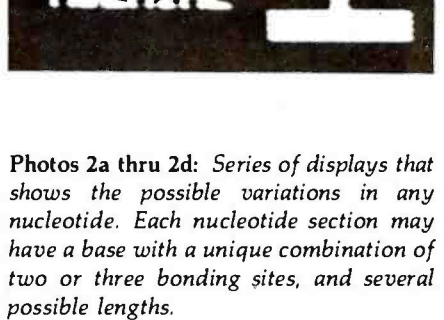 Photos 2a thru 2d: Series of displays that
shows the possible variations in any
nucleotide. Each nucleotide section may
have a base with a unique combination of
two or three bonding sites, and several
possible lengths.